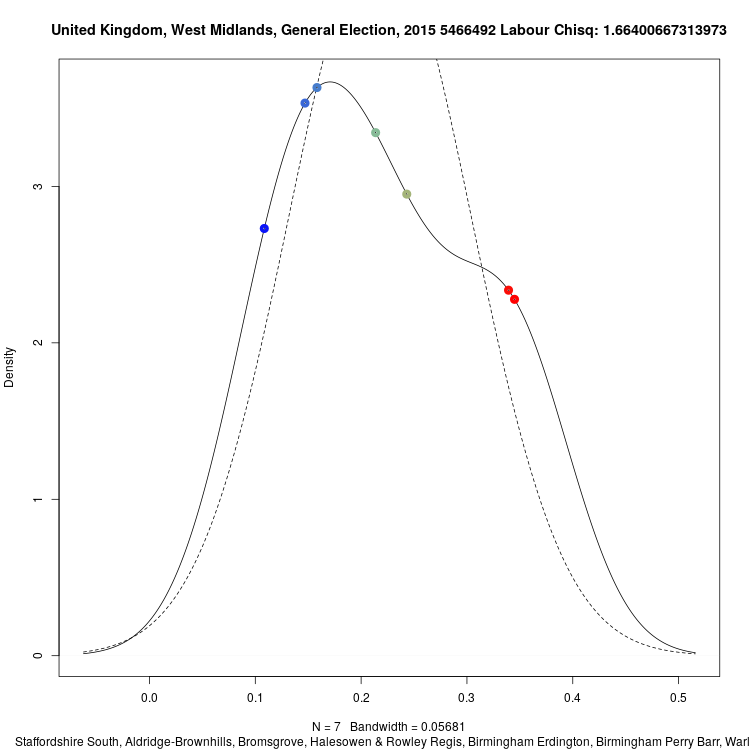 United Kingdom, West Midlands, General Election, 2015 5466492 Labour Chisq: 1.66400667313973
Density
3
2
1
0
0.0 0.1 0.2 0.3 0.4 0.5
N = 7 Bandwidth = 0.05681
Staffordshire South, Aldridge-Brownhills, Bromsgrove, Halesowen & Rowley Regis, Birmingham Erdington, Birmingham Perry Barr,